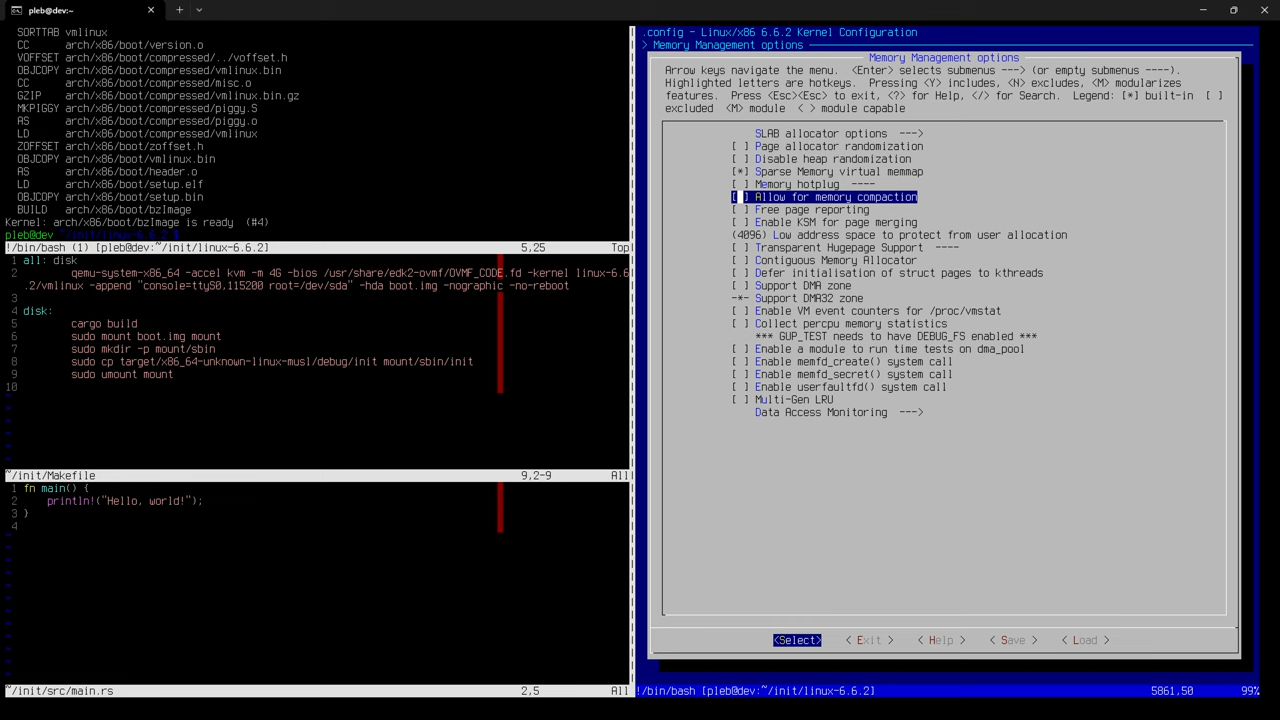 pleb@dev:~
SORTTAB vmlinux
CC      arch/x86/boot/version.o
VOFFSET arch/x86/boot/compressed/../voffset.h
OBJCOPY arch/x86/boot/compressed/vmlinux.bin
CC      arch/x86/boot/compressed/misc.o
GZIP    arch/x86/boot/compressed/vmlinux.bin.gz
MKPIGGY arch/x86/boot/compressed/piggy.S
AS      arch/x86/boot/compressed/piggy.o
LD      arch/x86/boot/compressed/vmlinux
ZOFFSET arch/x86/boot/zoffset.h
OBJCOPY arch/x86/boot/vmlinux.bin
AS      arch/x86/boot/header.o
LD      arch/x86/boot/setup.elf
OBJCOPY arch/x86/boot/setup.bin
BUILD   arch/x86/boot/bzImage
Kernel: arch/x86/boot/bzImage is ready  (#4)
pleb@dev ~/init/linux-6.6.2 $
!/bin/bash (1) [pleb@dev:~/init/linux-6.6.2] 5,25 Top
1 all: disk
2 qemu-system-x86_64 -accel kvm -m 4G -bios /usr/share/edk2-ovmf/OVMF_CODE.fd -kernel linux-6.6
.2/vmlinux -append "console=ttyS0,115200 root=/dev/sda" -hda boot.img -nographic -no-reboot
3
4 disk:
5 cargo build
6 sudo mount boot.img mount
7 sudo mkdir -p mount/sbin
8 sudo cp target/x86_64-unknown-linux-musl/debug/init mount/sbin/init
9 sudo umount mount
10
~
~
~
~
~
~
~/init/Makefile 9,2-9 All
1 fn main() {
2 println!("Hello, world!");
3 }
4
~
~
~
~
~
~
~
~
~
~
~
~
~/init/src/main.rs 2,5 All
.config - Linux/x86 6.6.2 Kernel Configuration
> Memory Management options
Memory Management options
Arrow keys navigate the menu.  <Enter> selects submenus ---> (or empty submenus ----).
Highlighted letters are hotkeys.  Pressing <Y> includes, <N> excludes, <M> modularizes
features.  Press <Esc><Esc> to exit, <?> for Help, </> for Search.  Legend: [*] built-in  [ ]
excluded  <M> module  < > module capable
SLAB allocator options  --->
[ ] Page allocator randomization
[ ] Disable heap randomization
[*] Sparse Memory virtual memmap
[ ] Memory hotplug  ----
[ ] Allow for memory compaction
[ ] Free page reporting
[ ] Enable KSM for page merging
(4096) Low address space to protect from user allocation
[ ] Transparent Hugepage Support  ----
[ ] Contiguous Memory Allocator
[ ] Defer initialisation of struct pages to kthreads
[ ] Support DMA zone
-*- Support DMA32 zone
[ ] Enable VM event counters for /proc/vmstat
[ ] Collect percpu memory statistics
*** GUP_TEST needs to have DEBUG_FS enabled ***
[ ] Enable a module to run time tests on dma_pool
[ ] Enable memfd_create() system call
[ ] Enable memfd_secret() system call
[ ] Enable userfaultfd() system call
[ ] Multi-Gen LRU
Data Access Monitoring  --->
<Select> < Exit > < Help > < Save > < Load >
!/bin/bash [pleb@dev:~/init/linux-6.6.2] 5861,50 99%